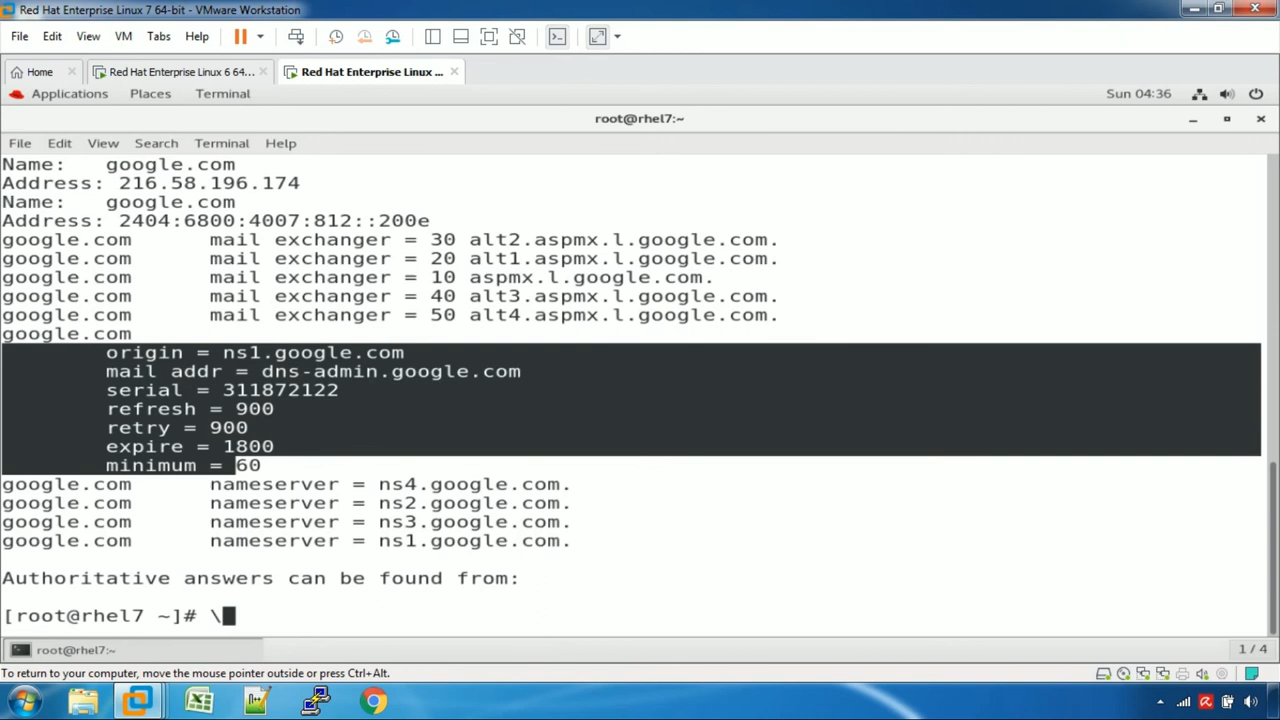 Red Hat Enterprise Linux 7 64-bit - VMware Workstation
File Edit View VM Tabs Help
Home Red Hat Enterprise Linux 6 64... Red Hat Enterprise Linux ...
Applications Places Terminal Sun 04:36
root@rhel7:~
File Edit View Search Terminal Help
Name: google.com
Address: 216.58.196.174
Name: google.com
Address: 2404:6800:4007:812::200e
google.com mail exchanger = 30 alt2.aspmx.l.google.com.
google.com mail exchanger = 20 alt1.aspmx.l.google.com.
google.com mail exchanger = 10 aspmx.l.google.com.
google.com mail exchanger = 40 alt3.aspmx.l.google.com.
google.com mail exchanger = 50 alt4.aspmx.l.google.com.
google.com
origin = ns1.google.com
mail addr = dns-admin.google.com
serial = 311872122
refresh = 900
retry = 900
expire = 1800
minimum = 60
google.com nameserver = ns4.google.com.
google.com nameserver = ns2.google.com.
google.com nameserver = ns3.google.com.
google.com nameserver = ns1.google.com.
Authoritative answers can be found from:
[root@rhel7 ~]# \
root@rhel7:~ 1 / 4
To return to your computer, move the mouse pointer outside or press Ctrl+Alt.